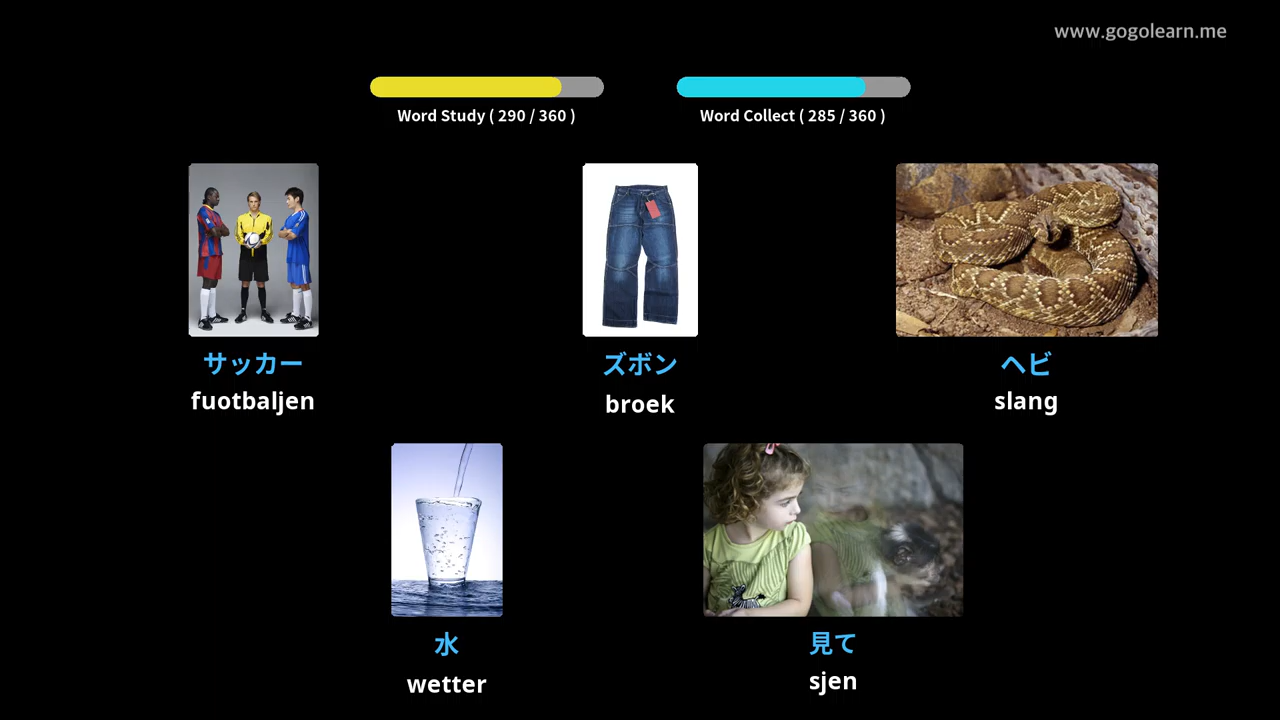 www.gogolearn.me
Word Study ( 290 / 360 )
Word Collect ( 285 / 360 )
サッカー
fuotbaljen
ズボン
broek
ヘビ
slang
水
wetter
見て
sjen